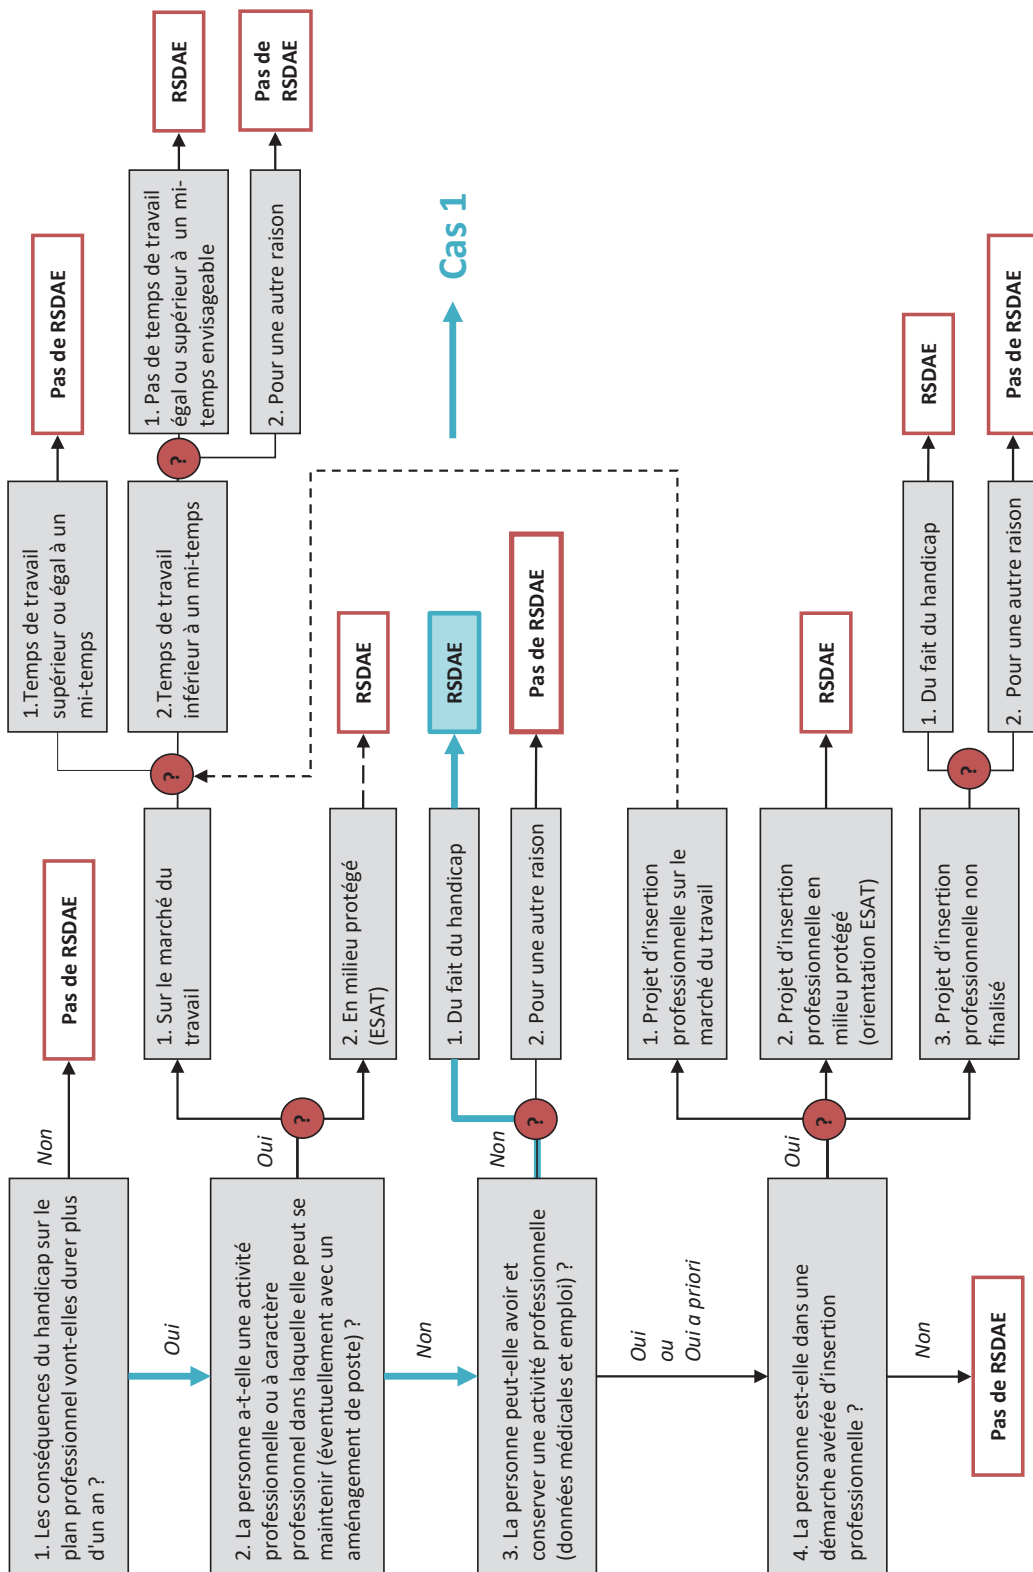 1. Les conséquences du handicap sur le
plan professionnel vont-elles durer plus
d'un an ?
Non
Pas de RSDAE
Oui
2. La personne a-t-elle une activité
professionnelle ou à caractère
professionnel dans laquelle elle peut se
maintenir (éventuellement avec un
aménagement de poste) ?
Oui
?
1. Sur le marché du
travail
?
1.Temps de travail
supérieur ou égal à un
mi-temps
Pas de RSDAE
2.Temps de travail
inférieur à un mi-temps
?
1. Pas de temps de travail
égal ou supérieur à un mi-
temps envisageable
RSDAE
2. Pour une autre raison
Pas de
RSDAE
2. En milieu protégé
(ESAT)
RSDAE
Non
3. La personne peut-elle avoir et
conserver une activité professionnelle
(données médicales et emploi) ?
Non
?
1. Du fait du handicap
RSDAE
Cas 1
2. Pour une autre raison
Pas de RSDAE
Oui
ou
Oui a priori
4. La personne est-elle dans une
démarche avérée d'insertion
professionnelle ?
Oui
?
1. Projet d'insertion
professionnelle sur le
marché du travail
2. Projet d'insertion
professionnelle en
milieu protégé
(orientation ESAT)
RSDAE
3. Projet d'insertion
professionnelle non
finalisé
?
1. Du fait du handicap
RSDAE
2. Pour une autre raison
Pas de RSDAE
Non
Pas de RSDAE